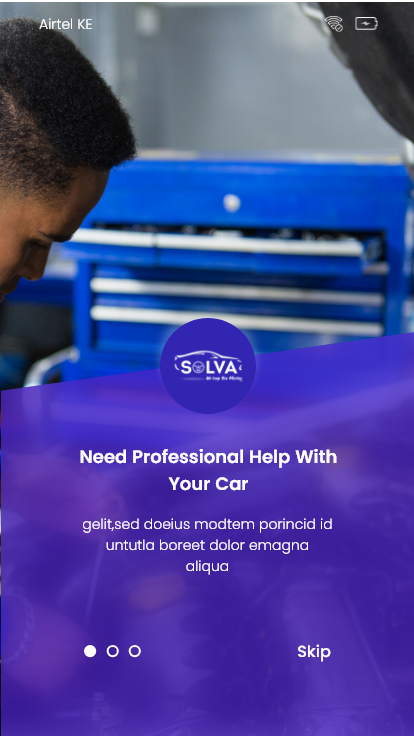 Airtel KE
SOLVA
Need Professional Help With
Your Car
gelit,sed doeius modtem porincid id
untutla boreet dolor emagna
aliqua
Skip